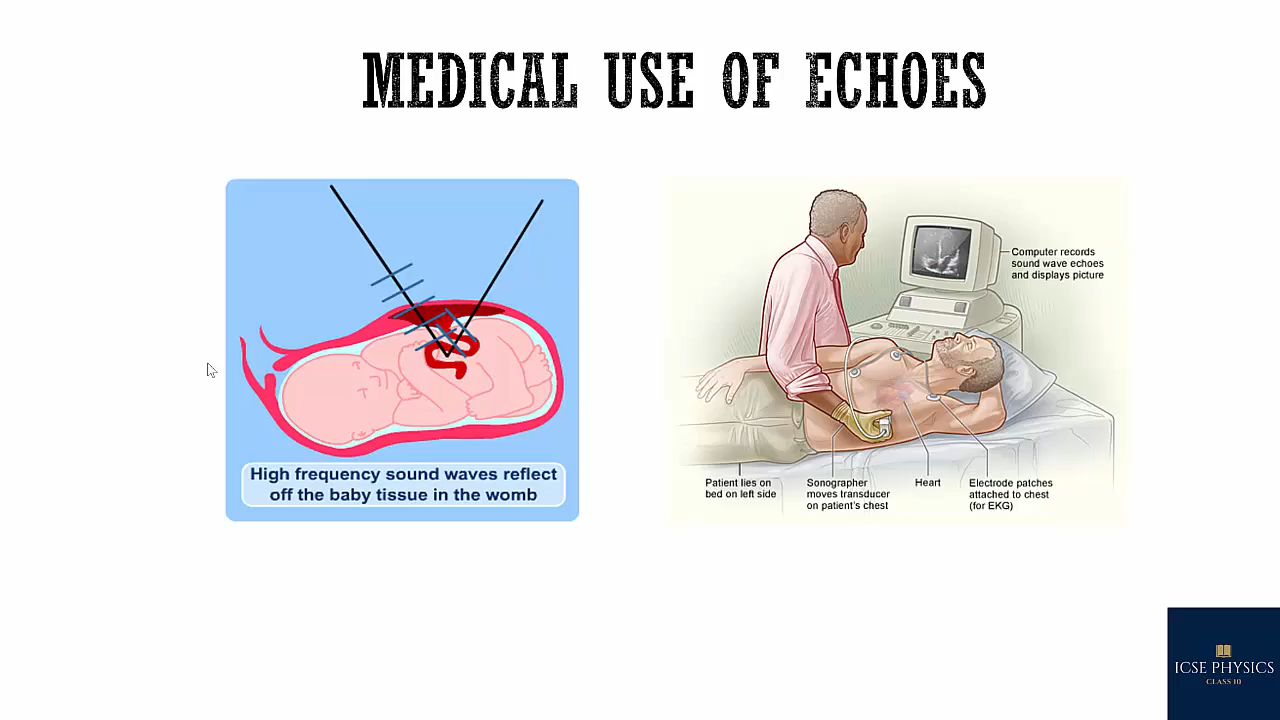 MEDICAL USE OF ECHOES
High frequency sound waves reflect
off the baby tissue in the womb
Computer records
sound wave echoes
and displays picture
Patient lies on
bed on left side
Sonographer
moves transducer
on patient's chest
Heart
Electrode patches
attached to chest
(for EKG)
ICSE PHYSICS
CLASS 10